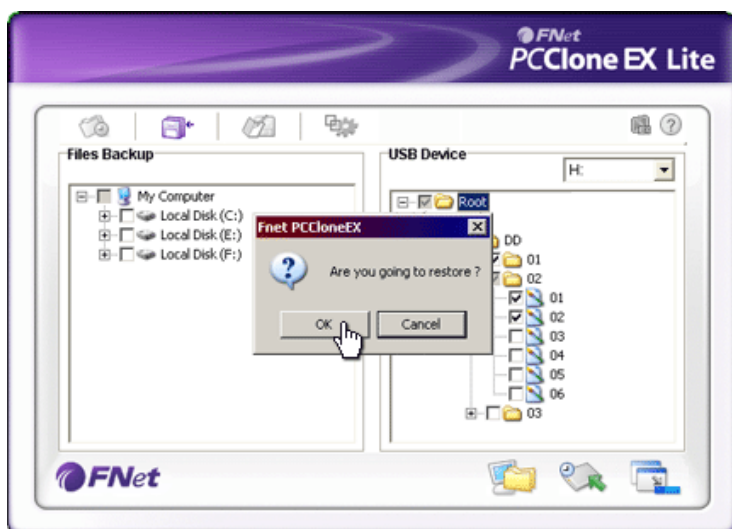 FNet
PCClone EX Lite
Files Backup
USB Device
H:
My Computer
Local Disk (C:)
Local Disk (E:)
Local Disk (F:)
Root
DD
01
02
01
02
03
04
05
06
03
Fnet PCCloneEX
Are you going to restore ?
OK
Cancel
FNet